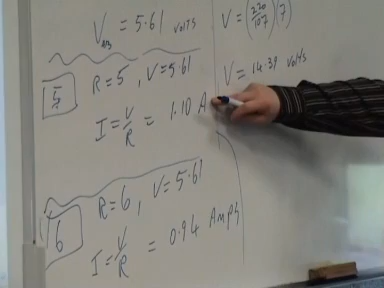 V_AB = 5.61 volts
5
R=5, V=5.61
I = V/R = 1.10 A
6
R=6, V=5.61
I = V/R = 0.94 Amps
V = (220/107)(7)
V = 14.39 volts